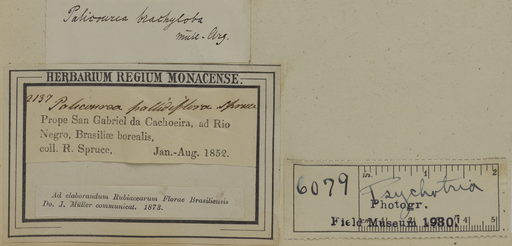 Palicourea brachyloba
müll-Arg.
HERBARIUM REGIUM MONACENSE.
2137 Palicourea pallidiflora Spruce
Prope San Gabriel da Cachoeira, ad Rio
Negro, Brasiliæ borealis,
coll. R. Spruce. Jan.-Aug. 1852.
Ad elaborandum Rubiacearum Florae Brasiliensis
Do. J. Müller communicat. 1873.
6079 Psychotria
Photogr.
Field Museum 1930.